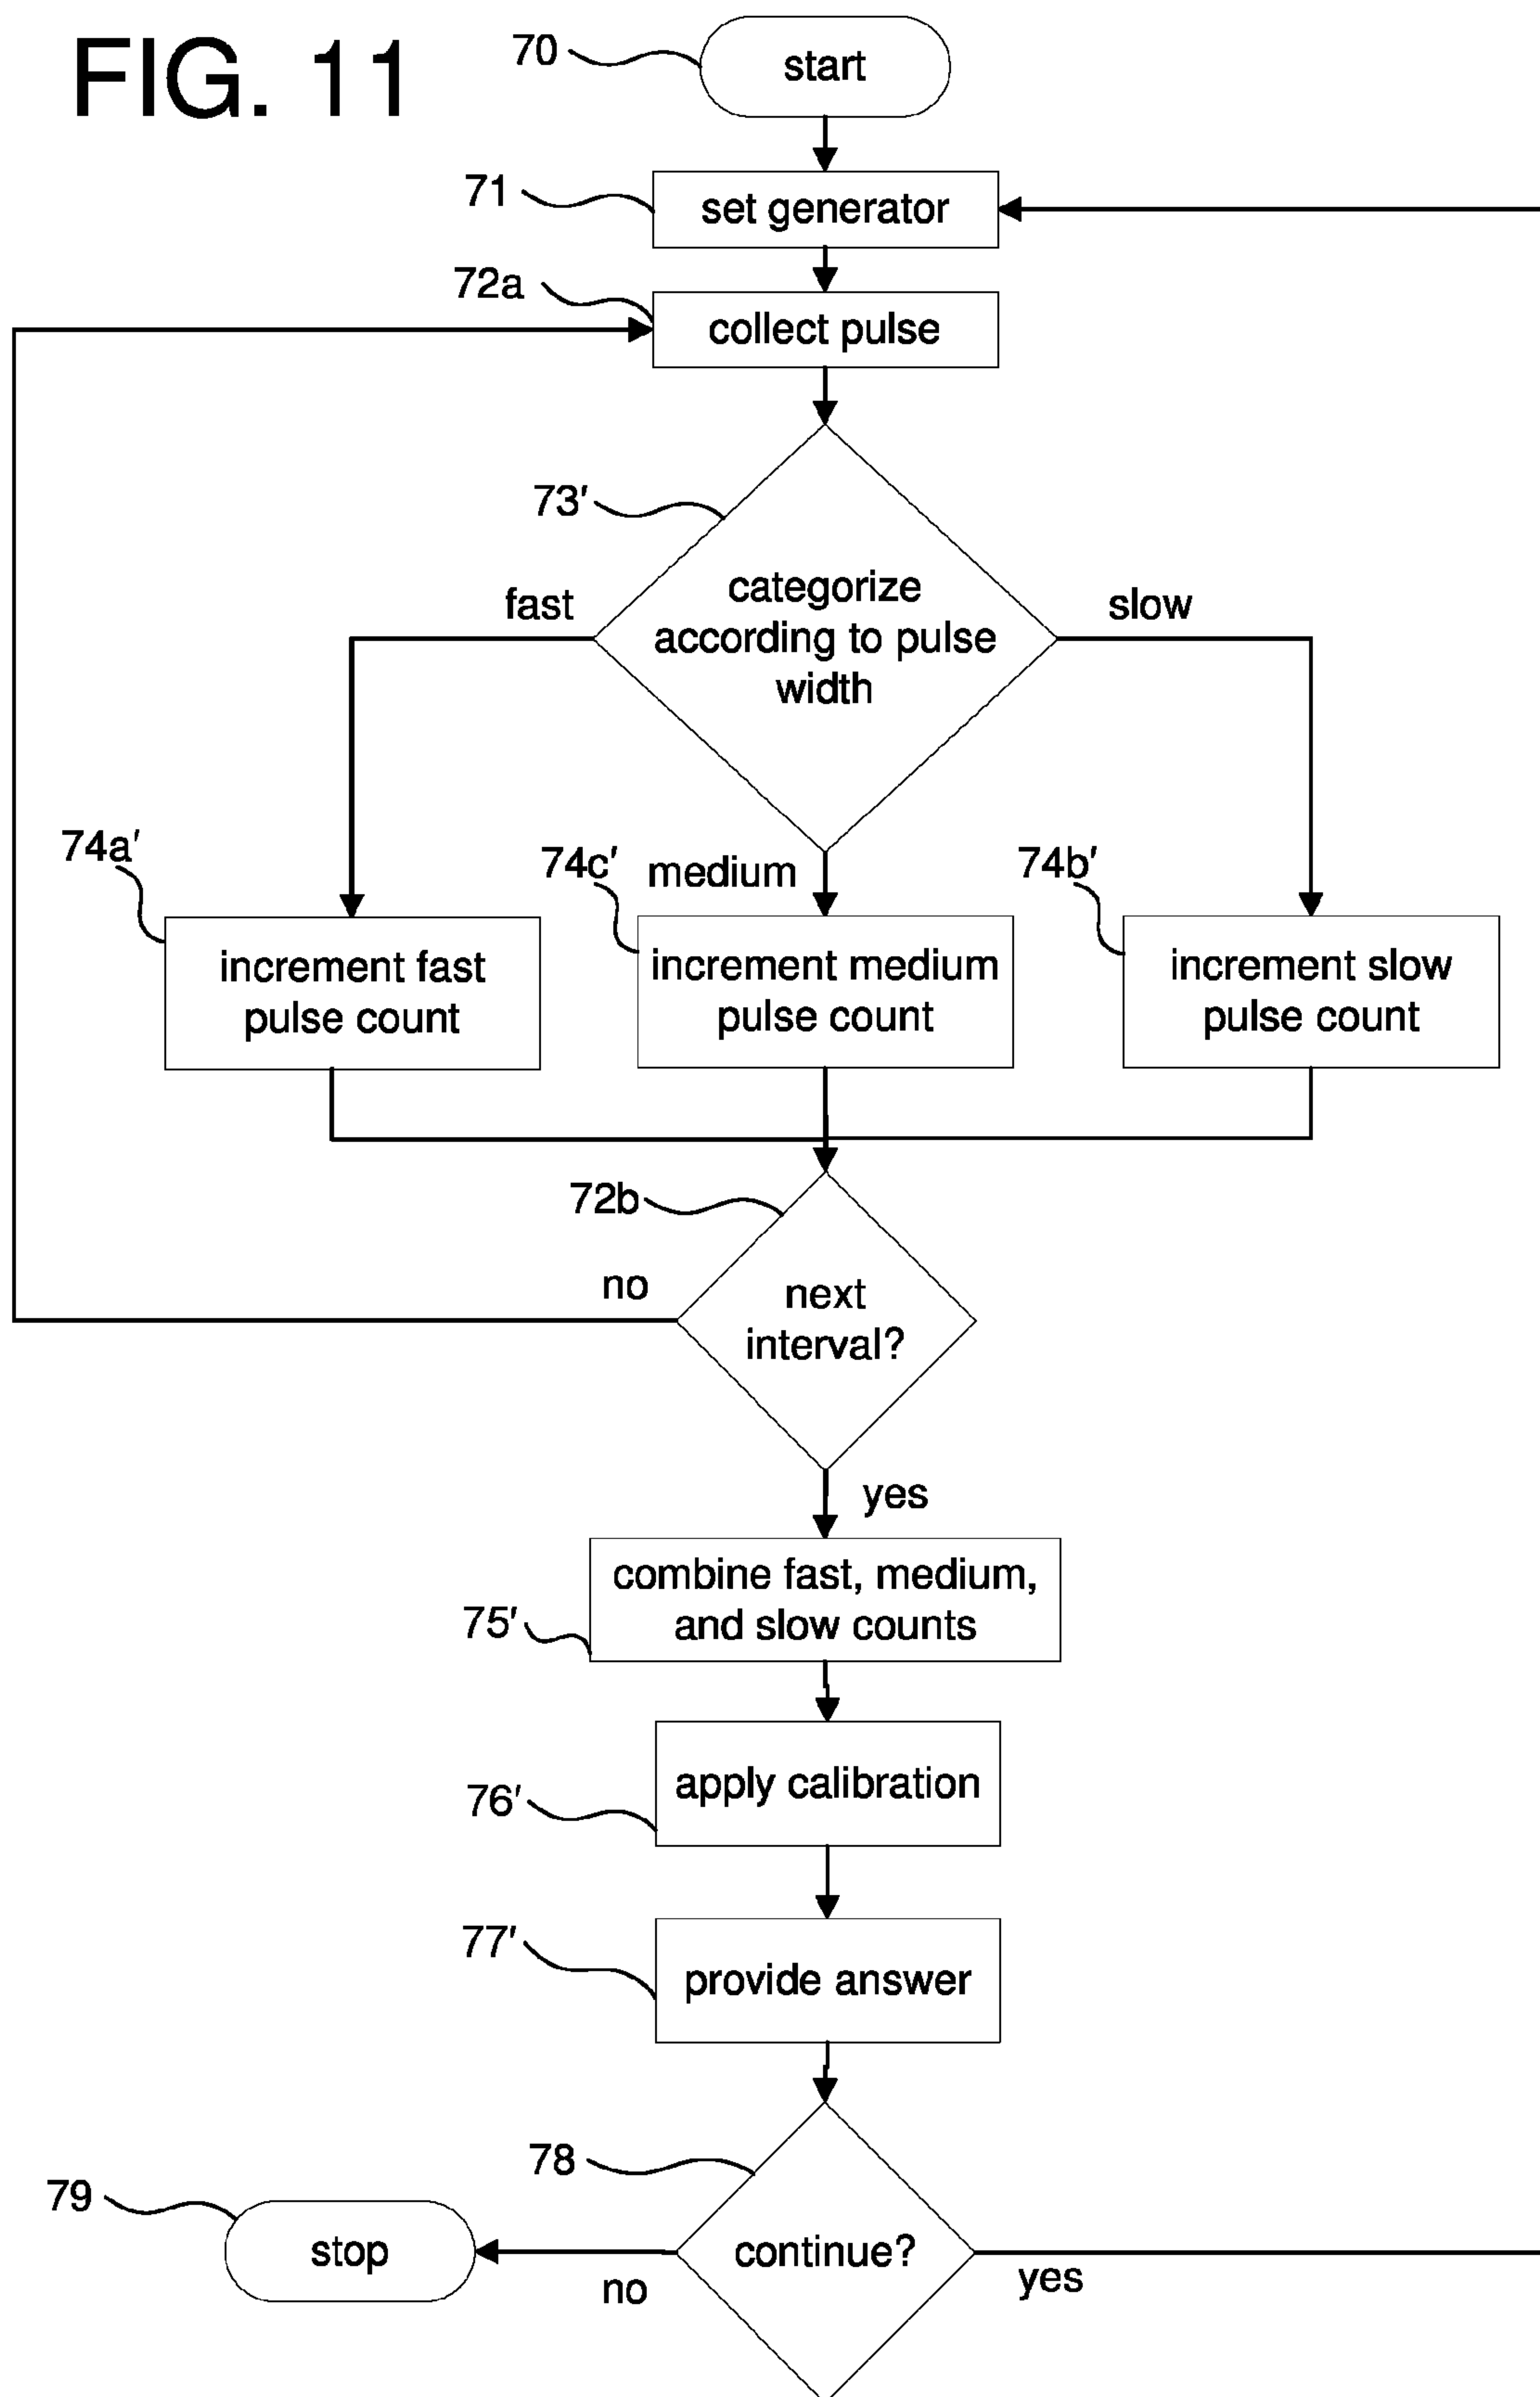 FIG. 11
70
start
71
set generator
72a
collect pulse
73'
categorize
according to pulse
width
fast
slow
medium
74a'
increment fast
pulse count
74c'
increment medium
pulse count
74b'
increment slow
pulse count
72b
next
interval?
no
yes
75'
combine fast, medium,
and slow counts
76'
apply calibration
77'
provide answer
78
continue?
79
stop
no
yes